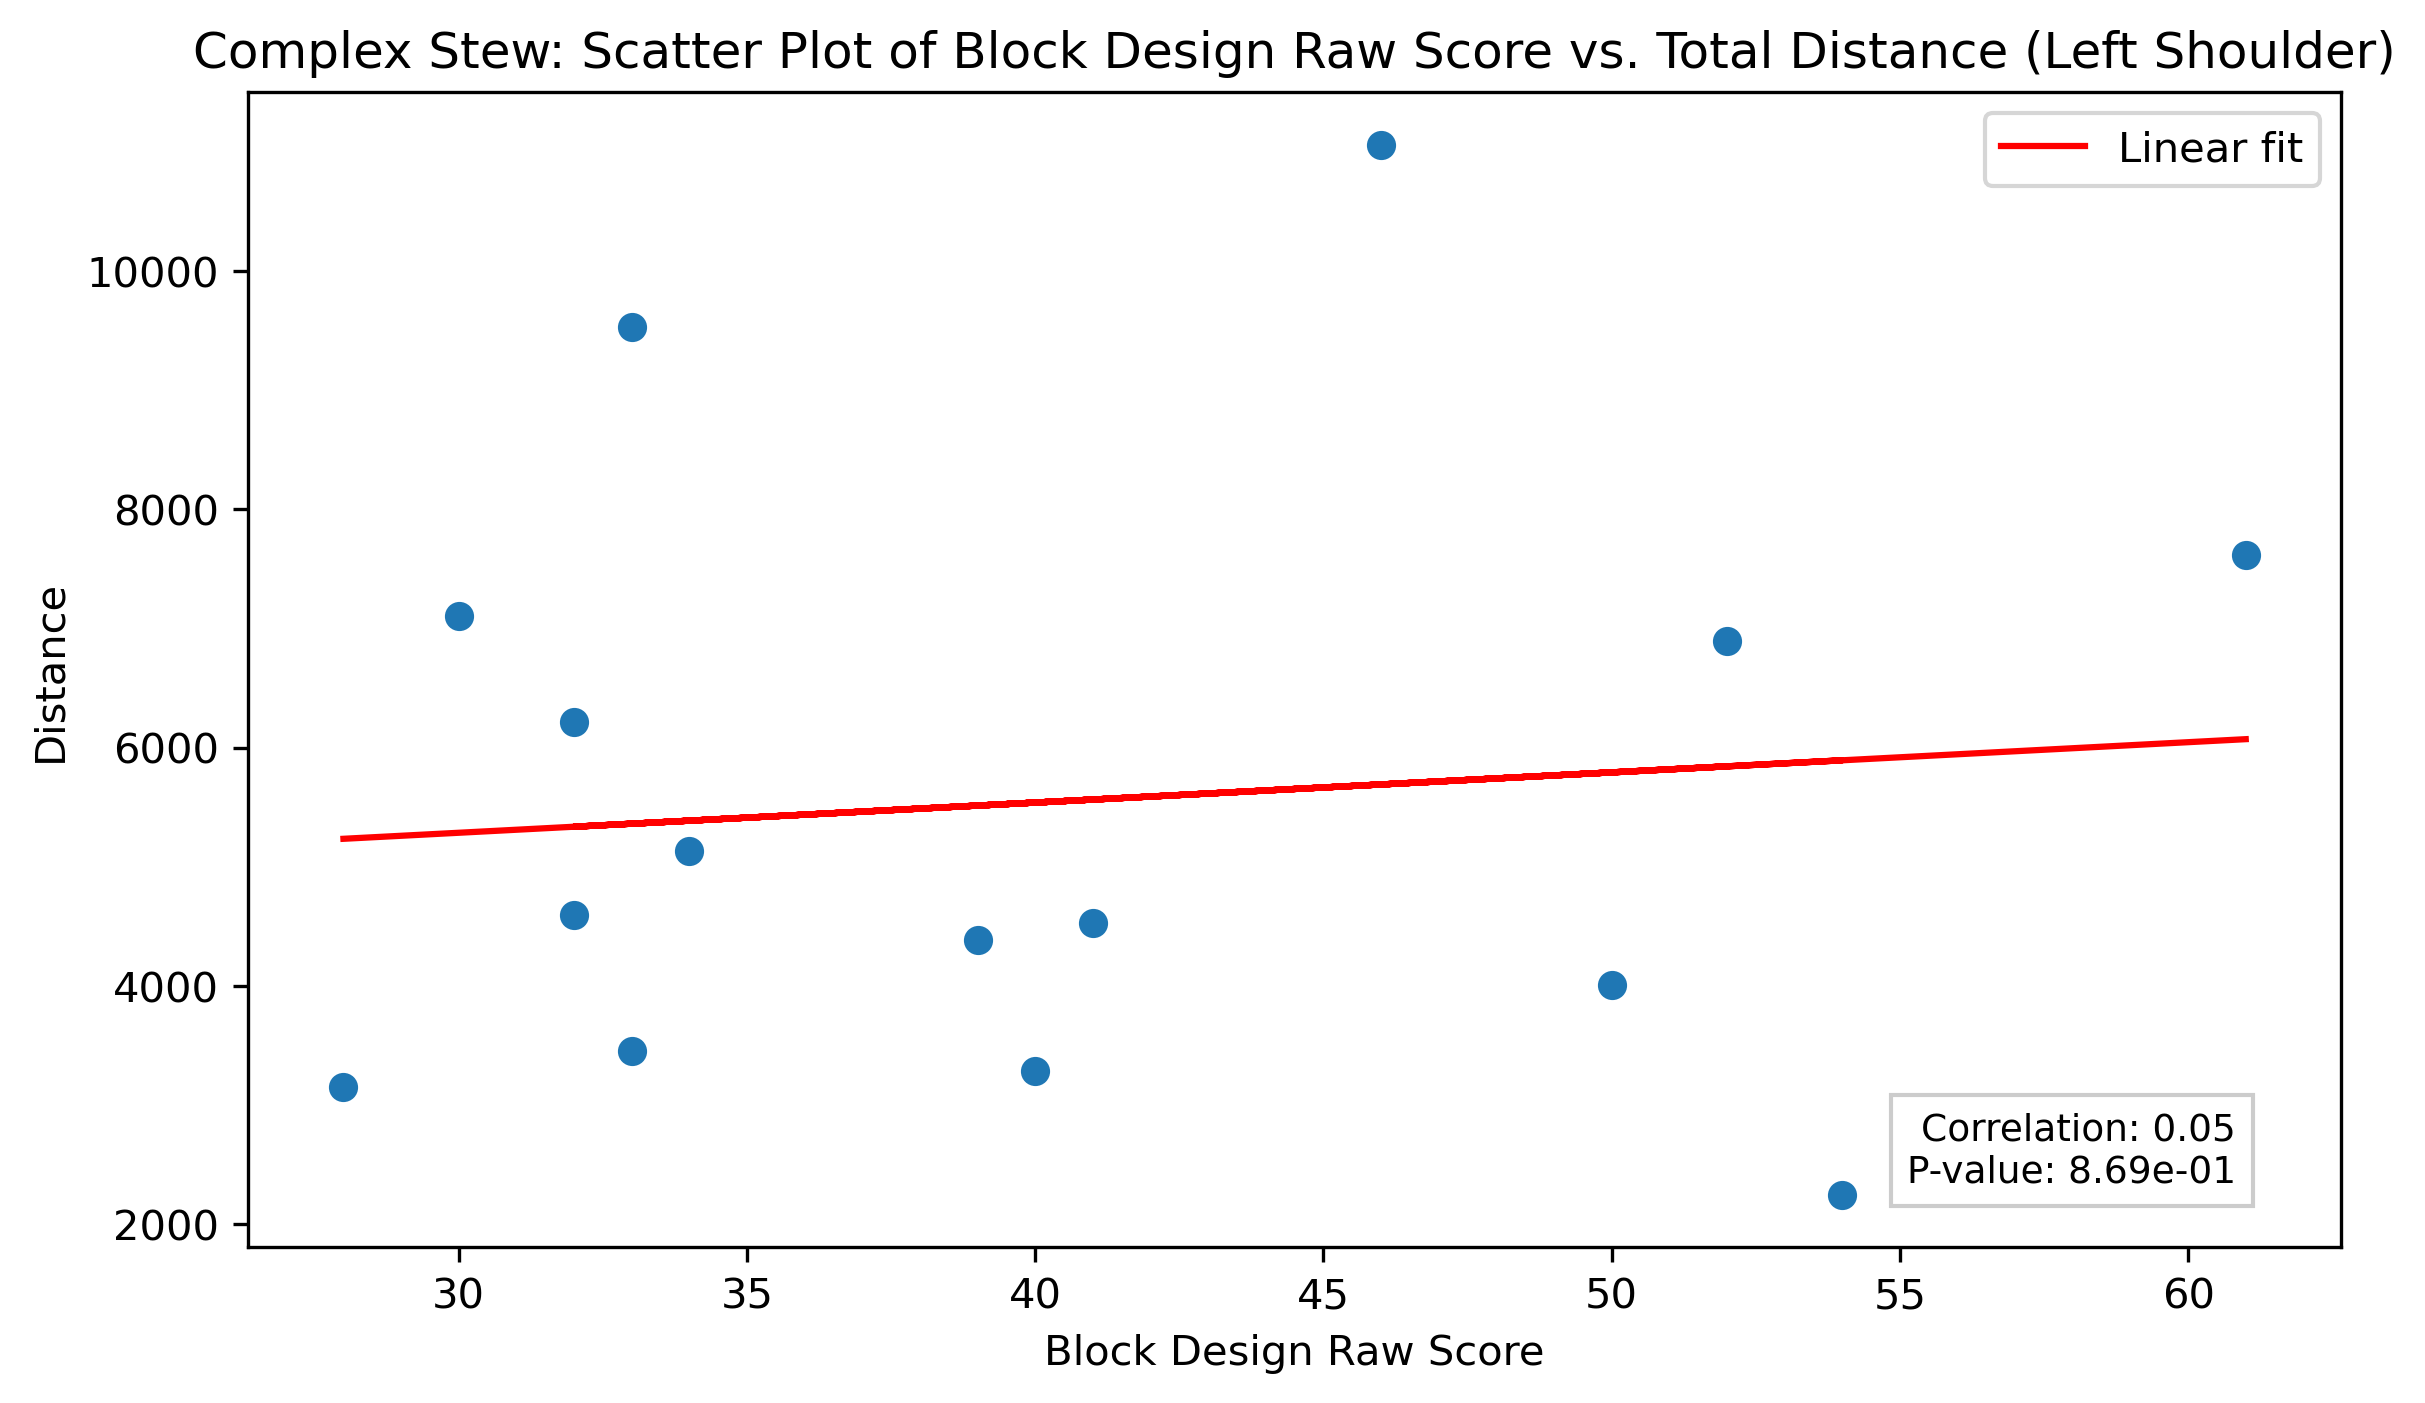 Complex Stew: Scatter Plot of Block Design Raw Score vs. Total Distance (Left Shoulder)
Linear fit
10000
8000
6000
4000
2000
Distance
Correlation: 0.05
P-value: 8.69e-01
30
35
40
45
50
55
60
Block Design Raw Score